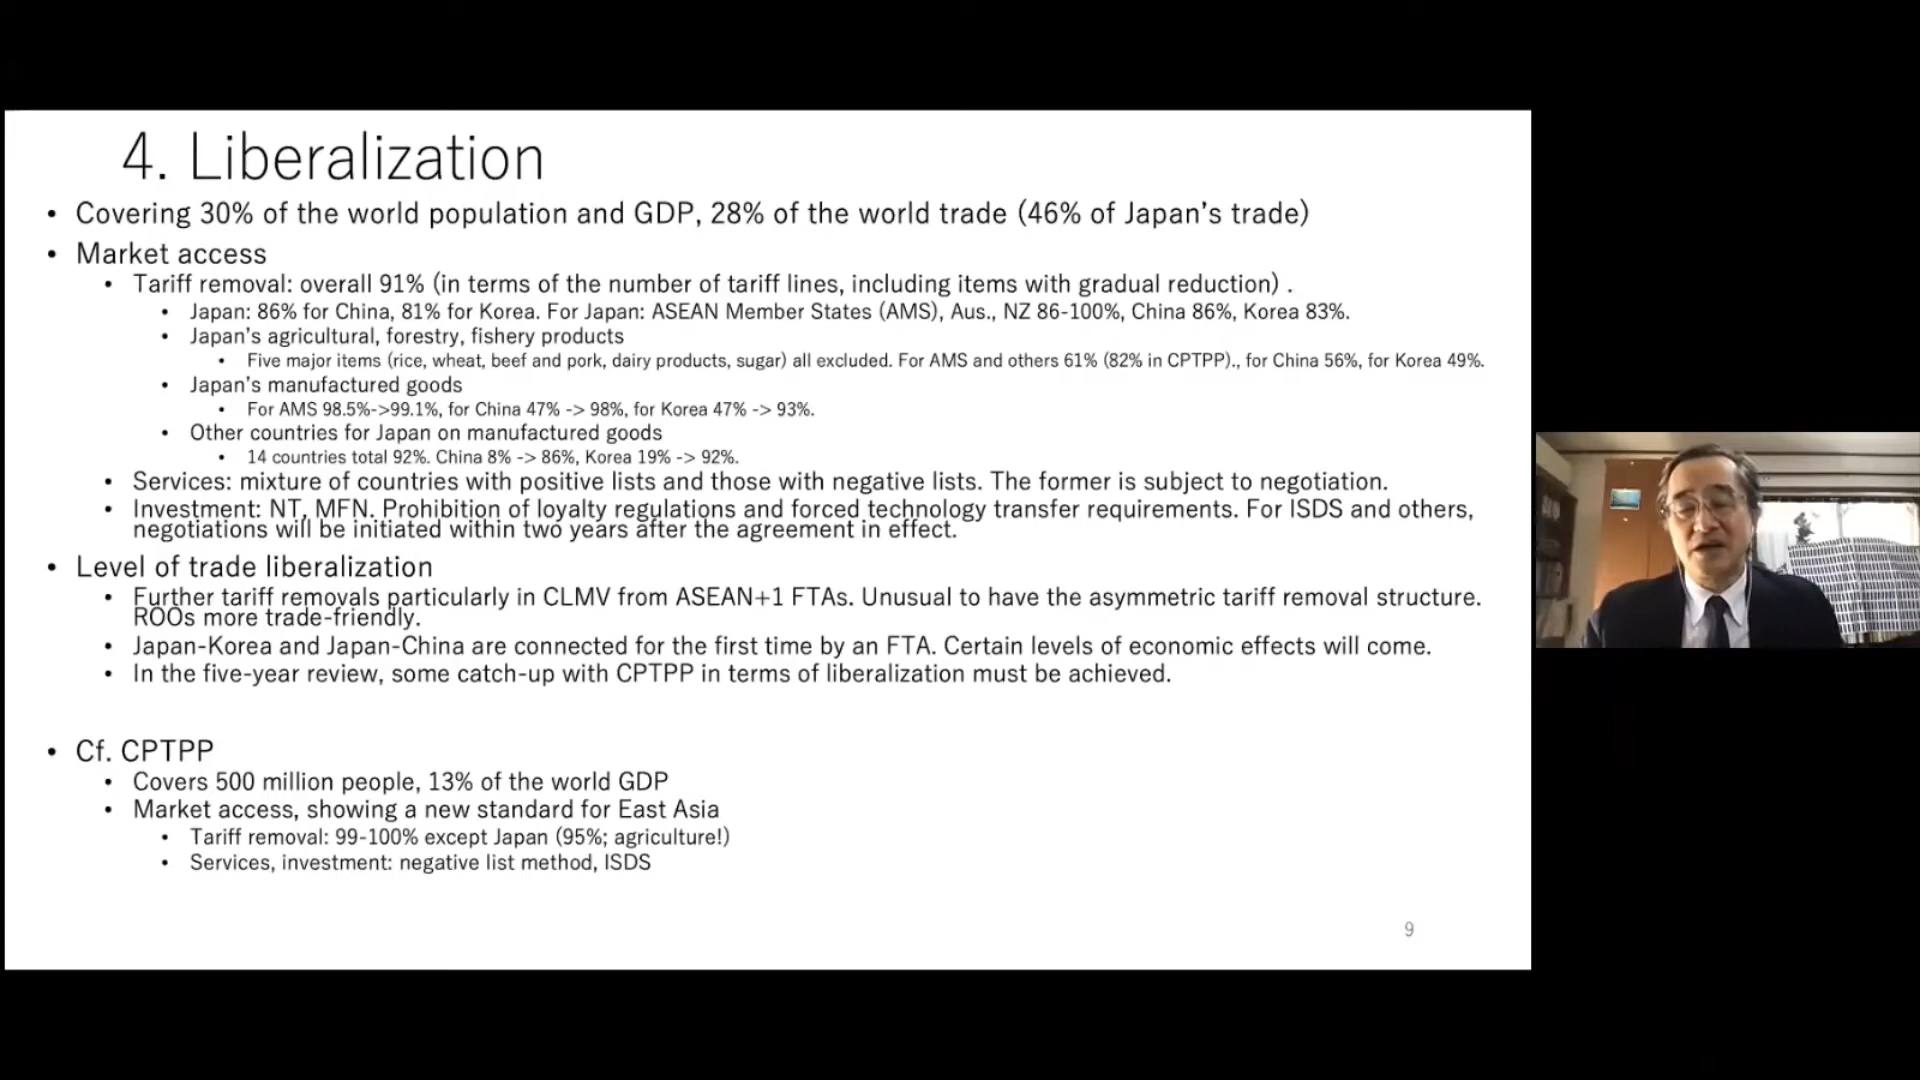 4. Liberalization
• Covering 30% of the world population and GDP, 28% of the world trade (46% of Japan's trade)
• Market access
• Tariff removal: overall 91% (in terms of the number of tariff lines, including items with gradual reduction) .
• Japan: 86% for China, 81% for Korea. For Japan: ASEAN Member States (AMS), Aus., NZ 86-100%, China 86%, Korea 83%.
• Japan's agricultural, forestry, fishery products
• Five major items (rice, wheat, beef and pork, dairy products, sugar) all excluded. For AMS and others 61% (82% in CPTPP)., for China 56%, for Korea 49%.
• Japan's manufactured goods
• For AMS 98.5%->99.1%, for China 47% -> 98%, for Korea 47% -> 93%.
• Other countries for Japan on manufactured goods
• 14 countries total 92%. China 8% -> 86%, Korea 19% -> 92%.
• Services: mixture of countries with positive lists and those with negative lists. The former is subject to negotiation.
• Investment: NT, MFN. Prohibition of loyalty regulations and forced technology transfer requirements. For ISDS and others,
negotiations will be initiated within two years after the agreement in effect.
• Level of trade liberalization
• Further tariff removals particularly in CLMV from ASEAN+1 FTAs. Unusual to have the asymmetric tariff removal structure.
ROOs more trade-friendly.
• Japan-Korea and Japan-China are connected for the first time by an FTA. Certain levels of economic effects will come.
• In the five-year review, some catch-up with CPTPP in terms of liberalization must be achieved.
• Cf. CPTPP
• Covers 500 million people, 13% of the world GDP
• Market access, showing a new standard for East Asia
• Tariff removal: 99-100% except Japan (95%; agriculture!)
• Services, investment: negative list method, ISDS
9